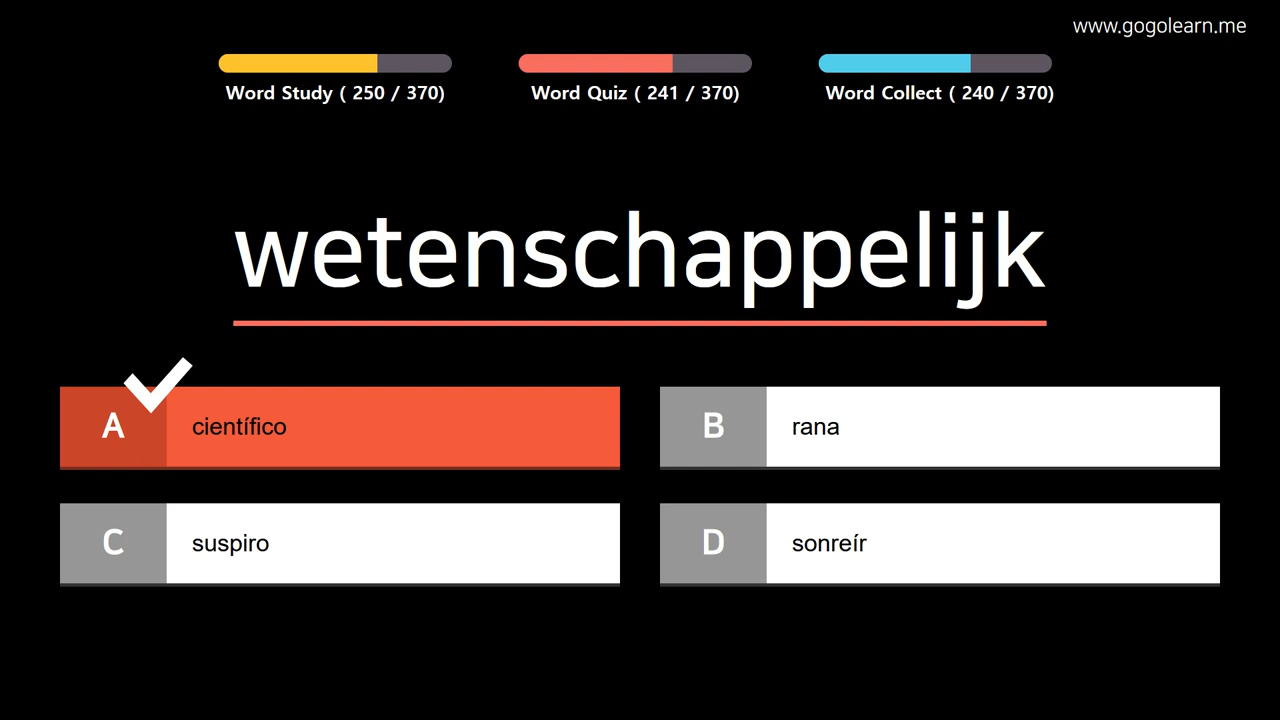 www.gogolearn.me
Word Study ( 250 / 370)
Word Quiz ( 241 / 370)
Word Collect ( 240 / 370)
wetenschappelijk
A
científico
B
rana
C
suspiro
D
sonreír